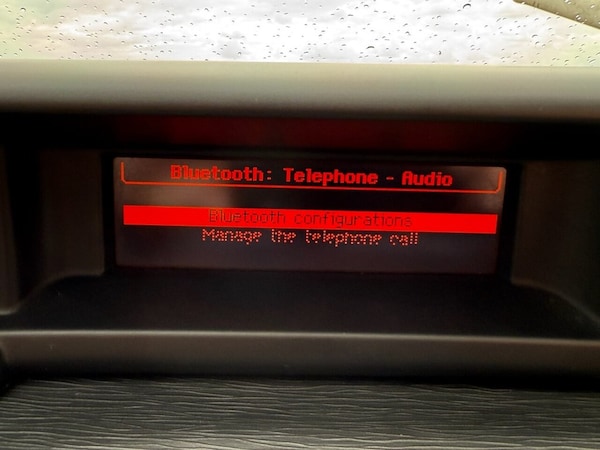 Bluetooth: Telephone - Audio
Bluetooth configurations
Manage the telephone call